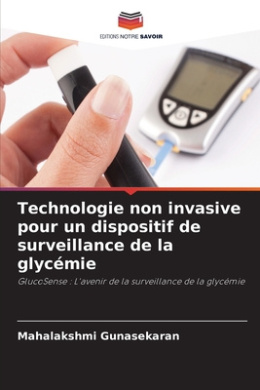 EDITIONS NOTRE SAVOIR
Technologie non invasive
pour un dispositif de
surveillance de la
glycémie
GlucoSense : L'avenir de la surveillance de la glycémie
Mahalakshmi Gunasekaran